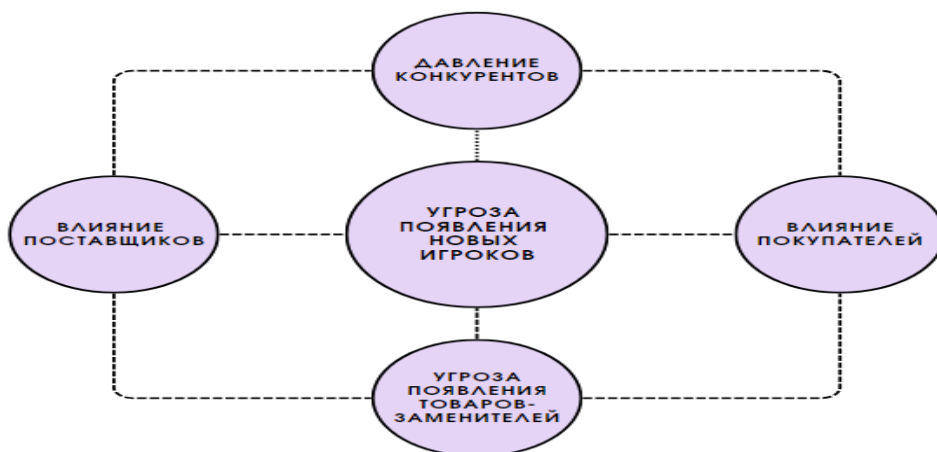 ДАВЛЕНИЕ
КОНКУРЕНТОВ
ВЛИЯНИЕ
ПОСТАВЩИКОВ
УГРОЗА
ПОЯВЛЕНИЯ
НОВЫХ
ИГРОКОВ
ВЛИЯНИЕ
ПОКУПАТЕЛЕЙ
УГРОЗА
ПОЯВЛЕНИЯ
ТОВАРОВ-
ЗАМЕНИТЕЛЕЙ